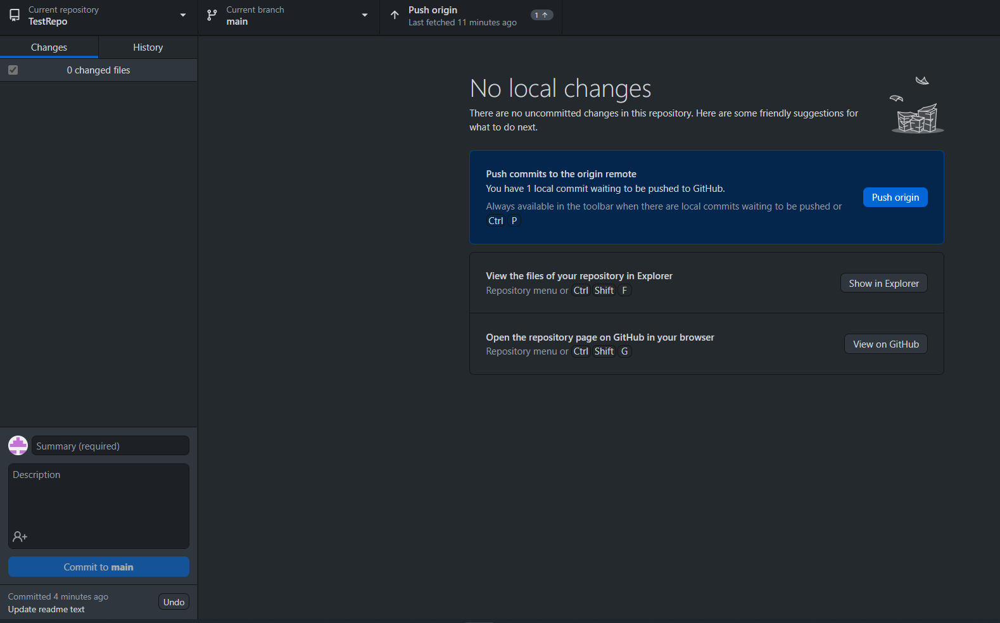 Current repository
TestRepo
Current branch
main
Push origin
Last fetched 11 minutes ago
1
Changes
History
0 changed files
No local changes
There are no uncommitted changes in this repository. Here are some friendly suggestions for
what to do next.
Push commits to the origin remote
You have 1 local commit waiting to be pushed to GitHub.
Always available in the toolbar when there are local commits waiting to be pushed or
Ctrl P
Push origin
View the files of your repository in Explorer
Repository menu or Ctrl Shift F
Show in Explorer
Open the repository page on GitHub in your browser
Repository menu or Ctrl Shift G
View on GitHub
Summary (required)
Description
Commit to main
Committed 4 minutes ago
Update readme text
Undo